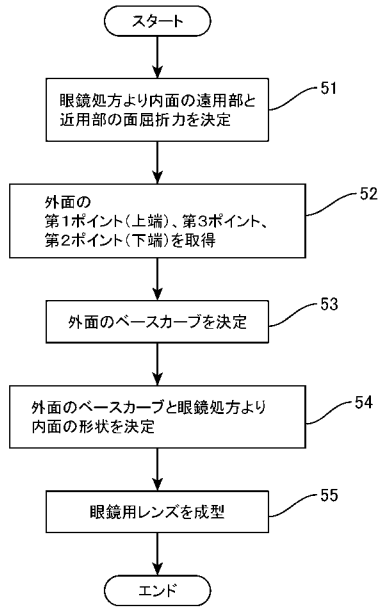 スタート
眼鏡処方より内面の遠用部と
近用部の面屈折力を決定
51
外面の
第1ポイント(上端)、第3ポイント、
第2ポイント(下端)を取得
52
外面のベースカーブを決定
53
外面のベースカーブと眼鏡処方より
内面の形状を決定
54
眼鏡用レンズを成型
55
エンド